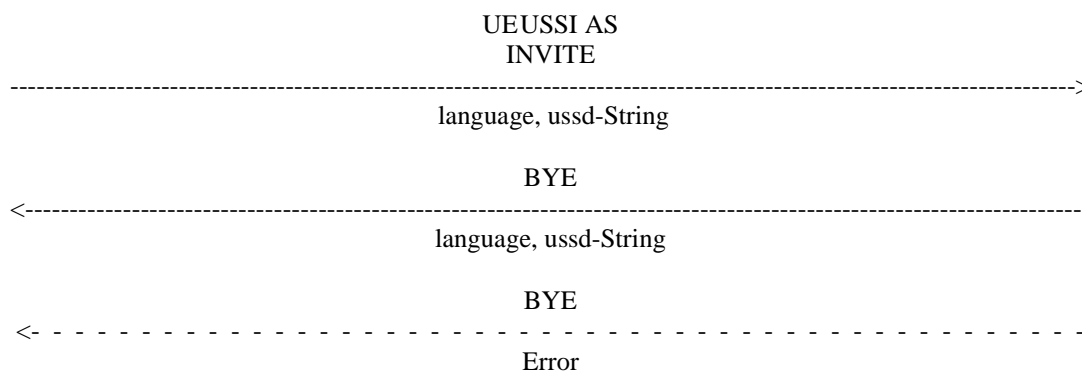 UEUSSI AS
INVITE
language, ussd-String
BYE
language, ussd-String
BYE
Error